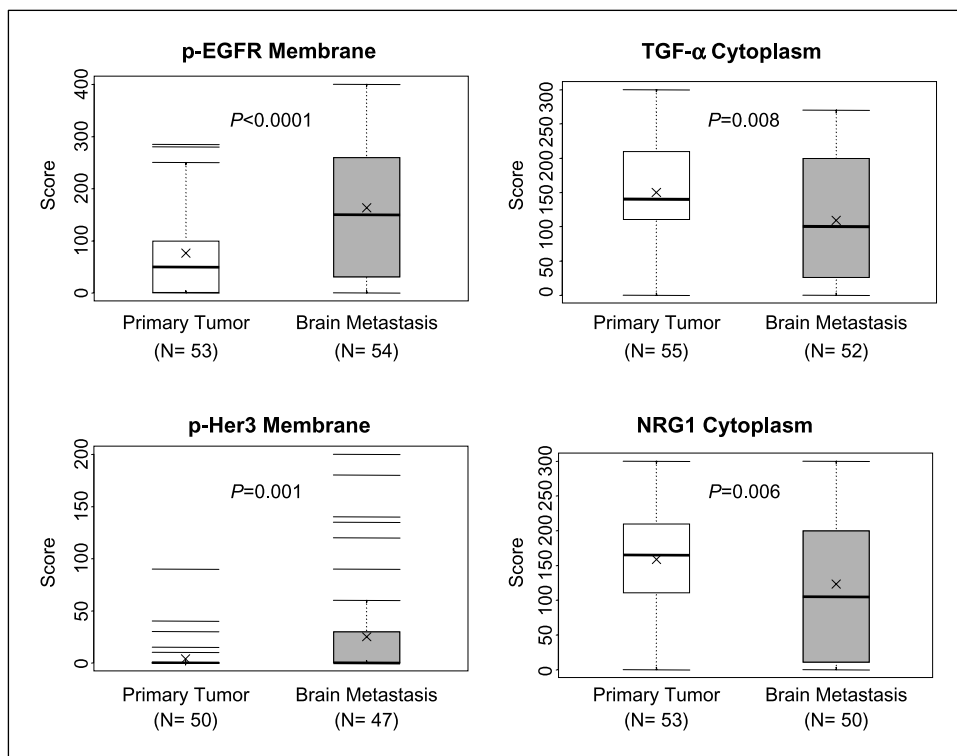 p-EGFR Membrane
Score
0 100 200 300 400
P<0.0001
Primary Tumor Brain Metastasis
(N= 53) (N= 54)
TGF-α Cytoplasm
Score
0 50 100 150 200 250 300
P=0.008
Primary Tumor Brain Metastasis
(N= 55) (N= 52)
p-Her3 Membrane
Score
0 50 100 150 200
P=0.001
Primary Tumor Brain Metastasis
(N= 50) (N= 47)
NRG1 Cytoplasm
Score
0 50 100 150 200 250 300
P=0.006
Primary Tumor Brain Metastasis
(N= 53) (N= 50)